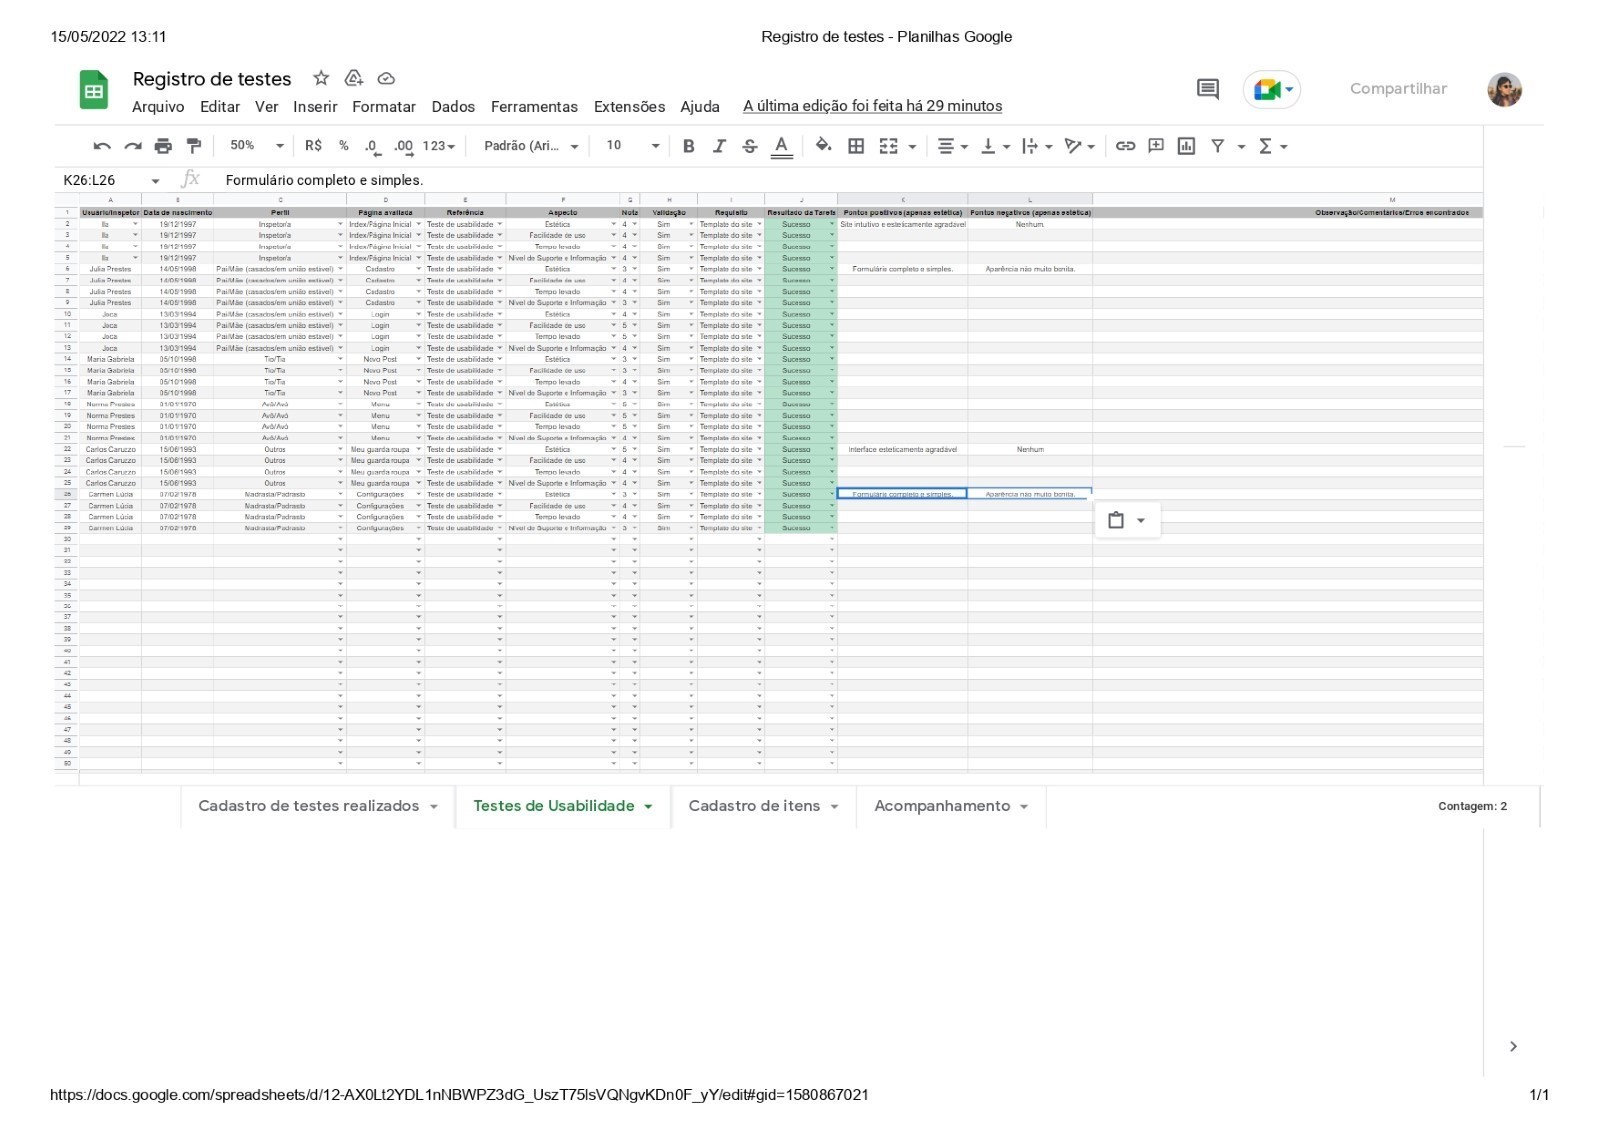 15/05/2022 13:11 Registro de testes - Planilhas Google
Registro de testes
Arquivo Editar Ver Inserir Formatar Dados Ferramentas Extensões Ajuda A última edição foi feita há 29 minutos
Compartilhar
50% R$ % .0 .00 123 Padrão (Ari... 10
K26:L26 Formulário completo e simples.
A B C D E F G H I J K L M
1 Usuário/Inspetor Data de nascimento Perfil Página avaliada Referência Aspecto Nota Validação Requisito Resultado da Tarefa Pontos positivos (apenas estética) Pontos negativos (apenas estética) Observação/Comentários/Erros encontrados
2 19/12/1997 Inspetor/a Index/Página Inicial Teste de usabilidade Estética 4 Sim Template do site Sucesso Site intuitivo e esteticamente agradável Nenhum.
3 19/12/1997 Inspetor/a Index/Página Inicial Teste de usabilidade Facilidade de uso 4 Sim Template do site Sucesso
4 19/12/1997 Inspetor/a Index/Página Inicial Teste de usabilidade Tempo levado 4 Sim Template do site Sucesso
5 19/12/1997 Inspetor/a Index/Página Inicial Teste de usabilidade Nível de Suporte e Informação 4 Sim Template do site Sucesso
6 Julia Prestes 14/05/1998 Pai/Mãe (casados/em união estável) Cadastro Teste de usabilidade Estética 3 Sim Template do site Sucesso Formulário completo e simples. Aparência não muito bonita.
7 Julia Prestes 14/05/1998 Pai/Mãe (casados/em união estável) Cadastro Teste de usabilidade Facilidade de uso 4 Sim Template do site Sucesso
8 Julia Prestes 14/05/1998 Pai/Mãe (casados/em união estável) Cadastro Teste de usabilidade Tempo levado 4 Sim Template do site Sucesso
9 Julia Prestes 14/05/1998 Pai/Mãe (casados/em união estável) Cadastro Teste de usabilidade Nível de Suporte e Informação 3 Sim Template do site Sucesso
10 Joca 13/03/1994 Pai/Mãe (casados/em união estável) Login Teste de usabilidade Estética 4 Sim Template do site Sucesso
11 Joca 13/03/1994 Pai/Mãe (casados/em união estável) Login Teste de usabilidade Facilidade de uso 5 Sim Template do site Sucesso
12 Joca 13/03/1994 Pai/Mãe (casados/em união estável) Login Teste de usabilidade Tempo levado 5 Sim Template do site Sucesso
13 Joca 13/03/1994 Pai/Mãe (casados/em união estável) Login Teste de usabilidade Nível de Suporte e Informação 4 Sim Template do site Sucesso
14 Maria Gabriela 05/10/1998 Tio/Tia Novo Post Teste de usabilidade Estética 3 Sim Template do site Sucesso
15 Maria Gabriela 05/10/1998 Tio/Tia Novo Post Teste de usabilidade Facilidade de uso 3 Sim Template do site Sucesso
16 Maria Gabriela 05/10/1998 Tio/Tia Novo Post Teste de usabilidade Tempo levado 4 Sim Template do site Sucesso
17 Maria Gabriela 05/10/1998 Tio/Tia Novo Post Teste de usabilidade Nível de Suporte e Informação 3 Sim Template do site Sucesso
18 Norma Prestes 01/01/1970 Avô/Avó Menu Teste de usabilidade Estética 5 Sim Template do site Sucesso
19 Norma Prestes 01/01/1970 Avô/Avó Menu Teste de usabilidade Facilidade de uso 5 Sim Template do site Sucesso
20 Norma Prestes 01/01/1970 Avô/Avó Menu Teste de usabilidade Tempo levado 5 Sim Template do site Sucesso
21 Norma Prestes 01/01/1970 Avô/Avó Menu Teste de usabilidade Nível de Suporte e Informação 4 Sim Template do site Sucesso
22 Carlos Caruzzo 15/06/1993 Outros Meu guarda roupa Teste de usabilidade Estética 5 Sim Template do site Sucesso Interface esteticamente agradável Nenhum
23 Carlos Caruzzo 15/06/1993 Outros Meu guarda roupa Teste de usabilidade Facilidade de uso 4 Sim Template do site Sucesso
24 Carlos Caruzzo 15/06/1993 Outros Meu guarda roupa Teste de usabilidade Tempo levado 4 Sim Template do site Sucesso
25 Carlos Caruzzo 15/06/1993 Outros Meu guarda roupa Teste de usabilidade Nível de Suporte e Informação 4 Sim Template do site Sucesso
26 Carmen Lúcia 07/02/1978 Madrasta/Padrasto Configurações Teste de usabilidade Estética 3 Sim Template do site Sucesso Formulário completo e simples. Aparência não muito bonita.
27 Carmen Lúcia 07/02/1978 Madrasta/Padrasto Configurações Teste de usabilidade Facilidade de uso 4 Sim Template do site Sucesso
28 Carmen Lúcia 07/02/1978 Madrasta/Padrasto Configurações Teste de usabilidade Tempo levado 4 Sim Template do site Sucesso
29 Carmen Lúcia 07/02/1978 Madrasta/Padrasto Configurações Teste de usabilidade Nível de Suporte e Informação 3 Sim Template do site Sucesso
30
31
32
33
34
35
36
37
38
39
40
41
42
43
44
45
46
47
48
49
50
Cadastro de testes realizados Testes de Usabilidade Cadastro de itens Acompanhamento Contagem: 2
https://docs.google.com/spreadsheets/d/12-AX0Lt2YDL1nNBWPZ3dG_UszT75lsVQNgvKDn0F_yY/edit#gid=1580867021 1/1